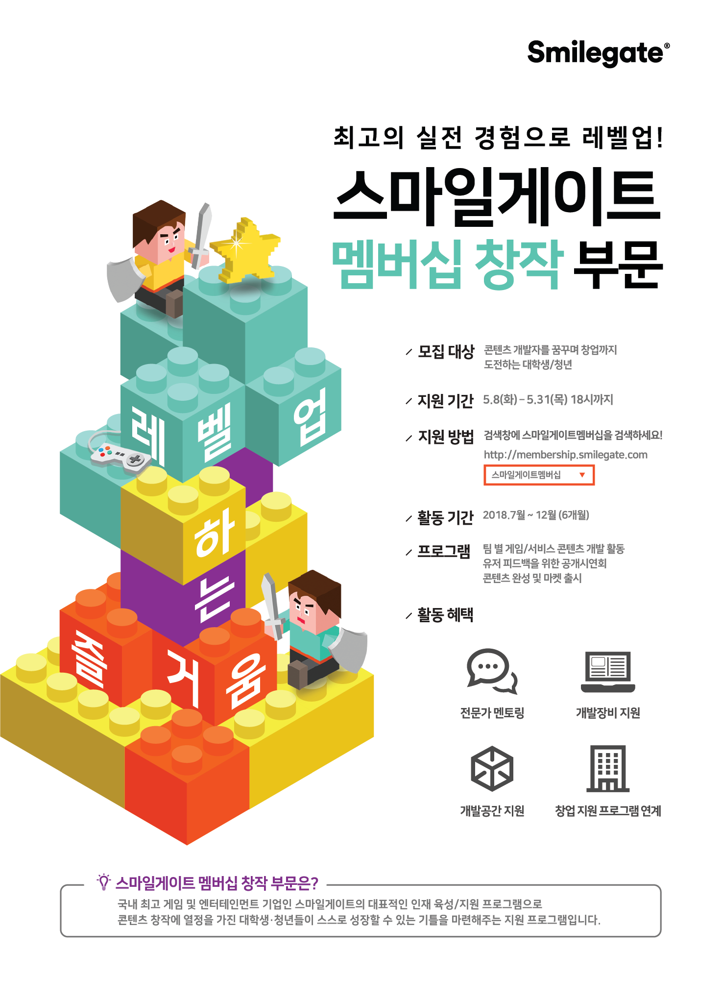 Smilegate®
최고의 실전 경험으로 레벨업!
스마일게이트
멤버십 창작 부문
모집 대상 콘텐츠 개발자를 꿈꾸며 창업까지
도전하는 대학생/청년
지원 기간 5.8(화) – 5.31(목) 18시까지
지원 방법 검색창에 스마일게이트멤버십을 검색하세요!
http://membership.smilegate.com
스마일게이트멤버십 ▼
활동 기간 2018.7월 ~ 12월 (6개월)
프로그램 팀 별 게임/서비스 콘텐츠 개발 활동
유저 피드백을 위한 공개시연회
콘텐츠 완성 및 마켓 출시
활동 혜택
전문가 멘토링 개발장비 지원
개발공간 지원 창업 지원 프로그램 연계
레벨업
하
는
즐거움
스마일게이트 멤버십 창작 부문은?
국내 최고 게임 및 엔터테인먼트 기업인 스마일게이트의 대표적인 인재 육성/지원 프로그램으로
콘텐츠 창작에 열정을 가진 대학생·청년들이 스스로 성장할 수 있는 기틀을 마련해주는 지원 프로그램입니다.